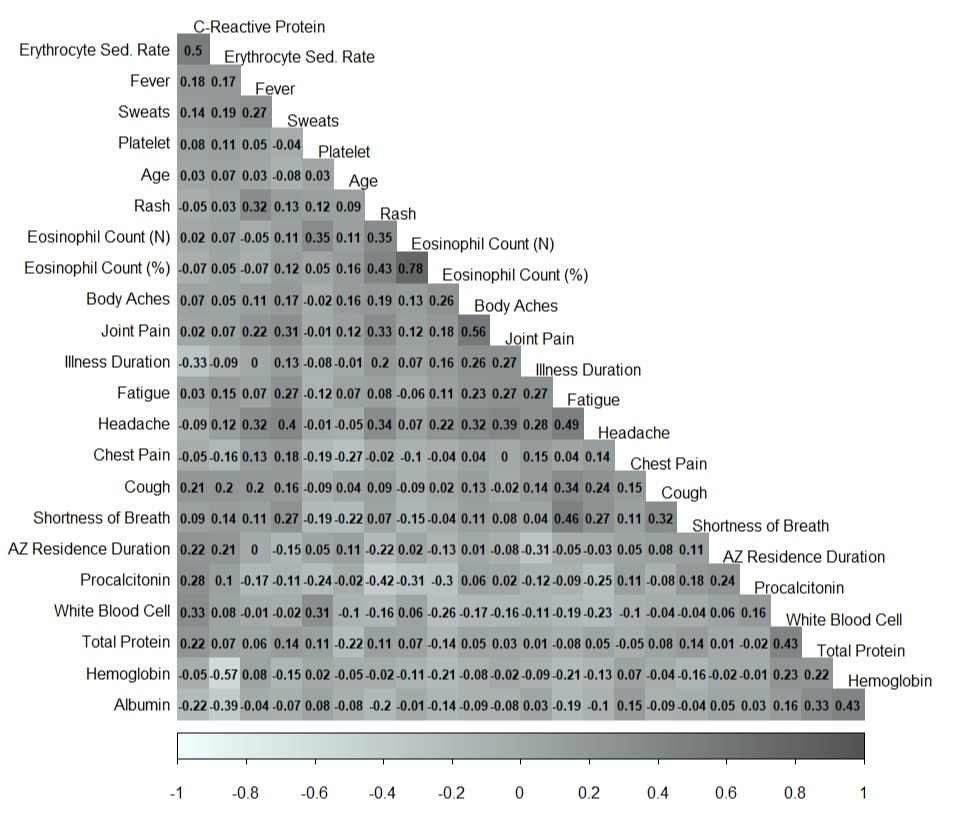 C-Reactive Protein
Erythrocyte Sed. Rate 0.5 Erythrocyte Sed. Rate
Fever 0.18 0.17 Fever
Sweats 0.14 0.19 0.27 Sweats
Platelet 0.08 0.11 0.05 -0.04 Platelet
Age 0.03 0.07 0.03 -0.08 0.03 Age
Rash -0.05 0.03 0.32 0.13 0.12 0.09 Rash
Eosinophil Count (N) 0.02 0.07 -0.05 0.11 0.35 0.11 0.35 Eosinophil Count (N)
Eosinophil Count (%) -0.07 0.05 -0.07 0.12 0.05 0.16 0.43 0.78 Eosinophil Count (%)
Body Aches 0.07 0.05 0.11 0.17 -0.02 0.16 0.19 0.13 0.26 Body Aches
Joint Pain 0.02 0.07 0.22 0.31 -0.01 0.12 0.33 0.12 0.18 0.56 Joint Pain
Illness Duration -0.33 -0.09 0 0.13 -0.08 -0.01 0.2 0.07 0.16 0.26 0.27 Illness Duration
Fatigue 0.03 0.15 0.07 0.27 -0.12 0.07 0.08 -0.06 0.11 0.23 0.27 0.27 Fatigue
Headache -0.09 0.12 0.32 0.4 -0.01 -0.05 0.34 0.07 0.22 0.32 0.39 0.28 0.49 Headache
Chest Pain -0.05 -0.16 0.13 0.18 -0.19 -0.27 -0.02 -0.1 -0.04 0.04 0 0.15 0.04 0.14 Chest Pain
Cough 0.21 0.2 0.2 0.16 -0.09 0.04 0.09 -0.09 0.02 0.13 -0.02 0.14 0.34 0.24 0.15 Cough
Shortness of Breath 0.09 0.14 0.11 0.27 -0.19 -0.22 0.07 -0.15 -0.04 0.11 0.08 0.04 0.46 0.27 0.11 0.32 Shortness of Breath
AZ Residence Duration 0.22 0.21 0 -0.15 0.05 0.11 -0.22 0.02 -0.13 0.01 -0.08 -0.31 -0.05 -0.03 0.05 0.08 0.11 AZ Residence Duration
Procalcitonin 0.28 0.1 -0.17 -0.11 -0.24 -0.02 -0.42 -0.31 -0.3 0.06 0.02 -0.12 -0.09 -0.25 0.11 -0.08 0.18 0.24 Procalcitonin
White Blood Cell 0.33 0.08 -0.01 -0.02 0.31 -0.1 -0.16 0.06 -0.26 -0.17 -0.16 -0.11 -0.19 -0.23 -0.1 -0.04 -0.04 0.06 0.16 White Blood Cell
Total Protein 0.22 0.07 0.06 0.14 0.11 -0.22 0.11 0.07 -0.14 0.05 0.03 0.01 -0.08 0.05 -0.05 0.08 0.14 0.01 -0.02 0.43 Total Protein
Hemoglobin -0.05 -0.57 0.08 -0.15 0.02 -0.05 -0.02 -0.11 -0.21 -0.08 -0.02 -0.09 -0.21 -0.13 0.07 -0.04 -0.16 -0.02 -0.01 0.23 0.22 Hemoglobin
Albumin -0.22 -0.39 -0.04 -0.07 0.08 -0.08 -0.2 -0.01 -0.14 -0.09 -0.08 0.03 -0.19 -0.1 0.15 -0.09 -0.04 0.05 0.03 0.16 0.33 0.43
-1 -0.8 -0.6 -0.4 -0.2 0 0.2 0.4 0.6 0.8 1